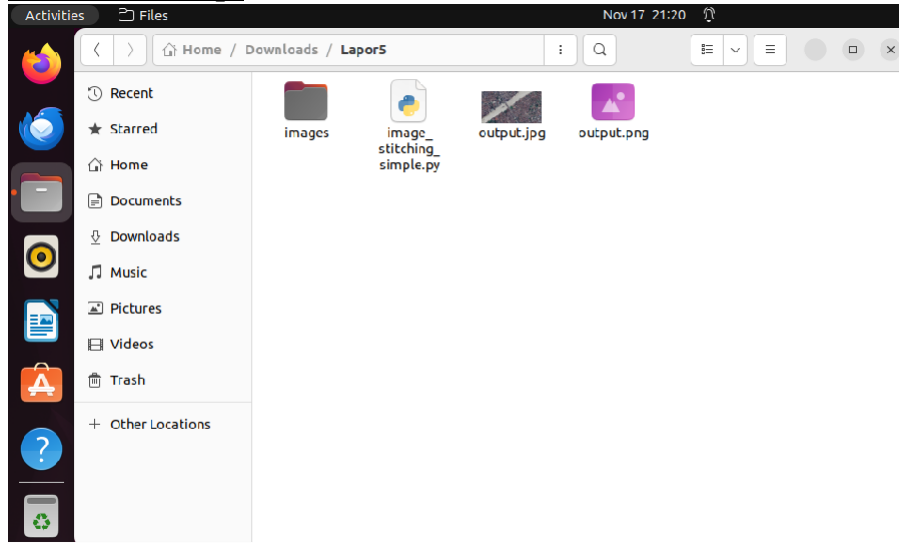 Activities Files Nov 17 21:20
Home / Downloads / Lapor5
Recent
Starred
Home
Documents
Downloads
Music
Pictures
Videos
Trash
Other Locations
images
image_
stitching_
simple.py
output.jpg
output.png